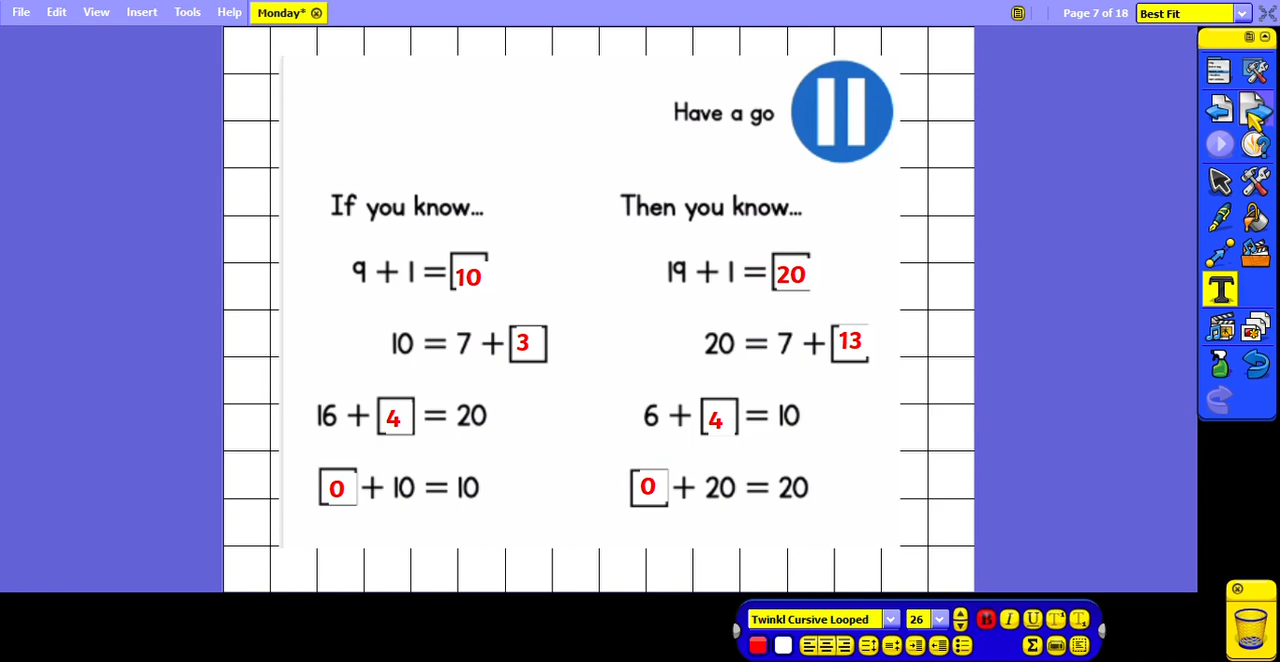 File Edit View Insert Tools Help Monday* Page 7 of 18 Best Fit
Have a go
If you know... Then you know...
9 + 1 = 10 19 + 1 = 20
10 = 7 + 3 20 = 7 + 13
16 + 4 = 20 6 + 4 = 10
0 + 10 = 10 0 + 20 = 20
Twinkl Cursive Looped 26 B I U T¹ T₁
Σ